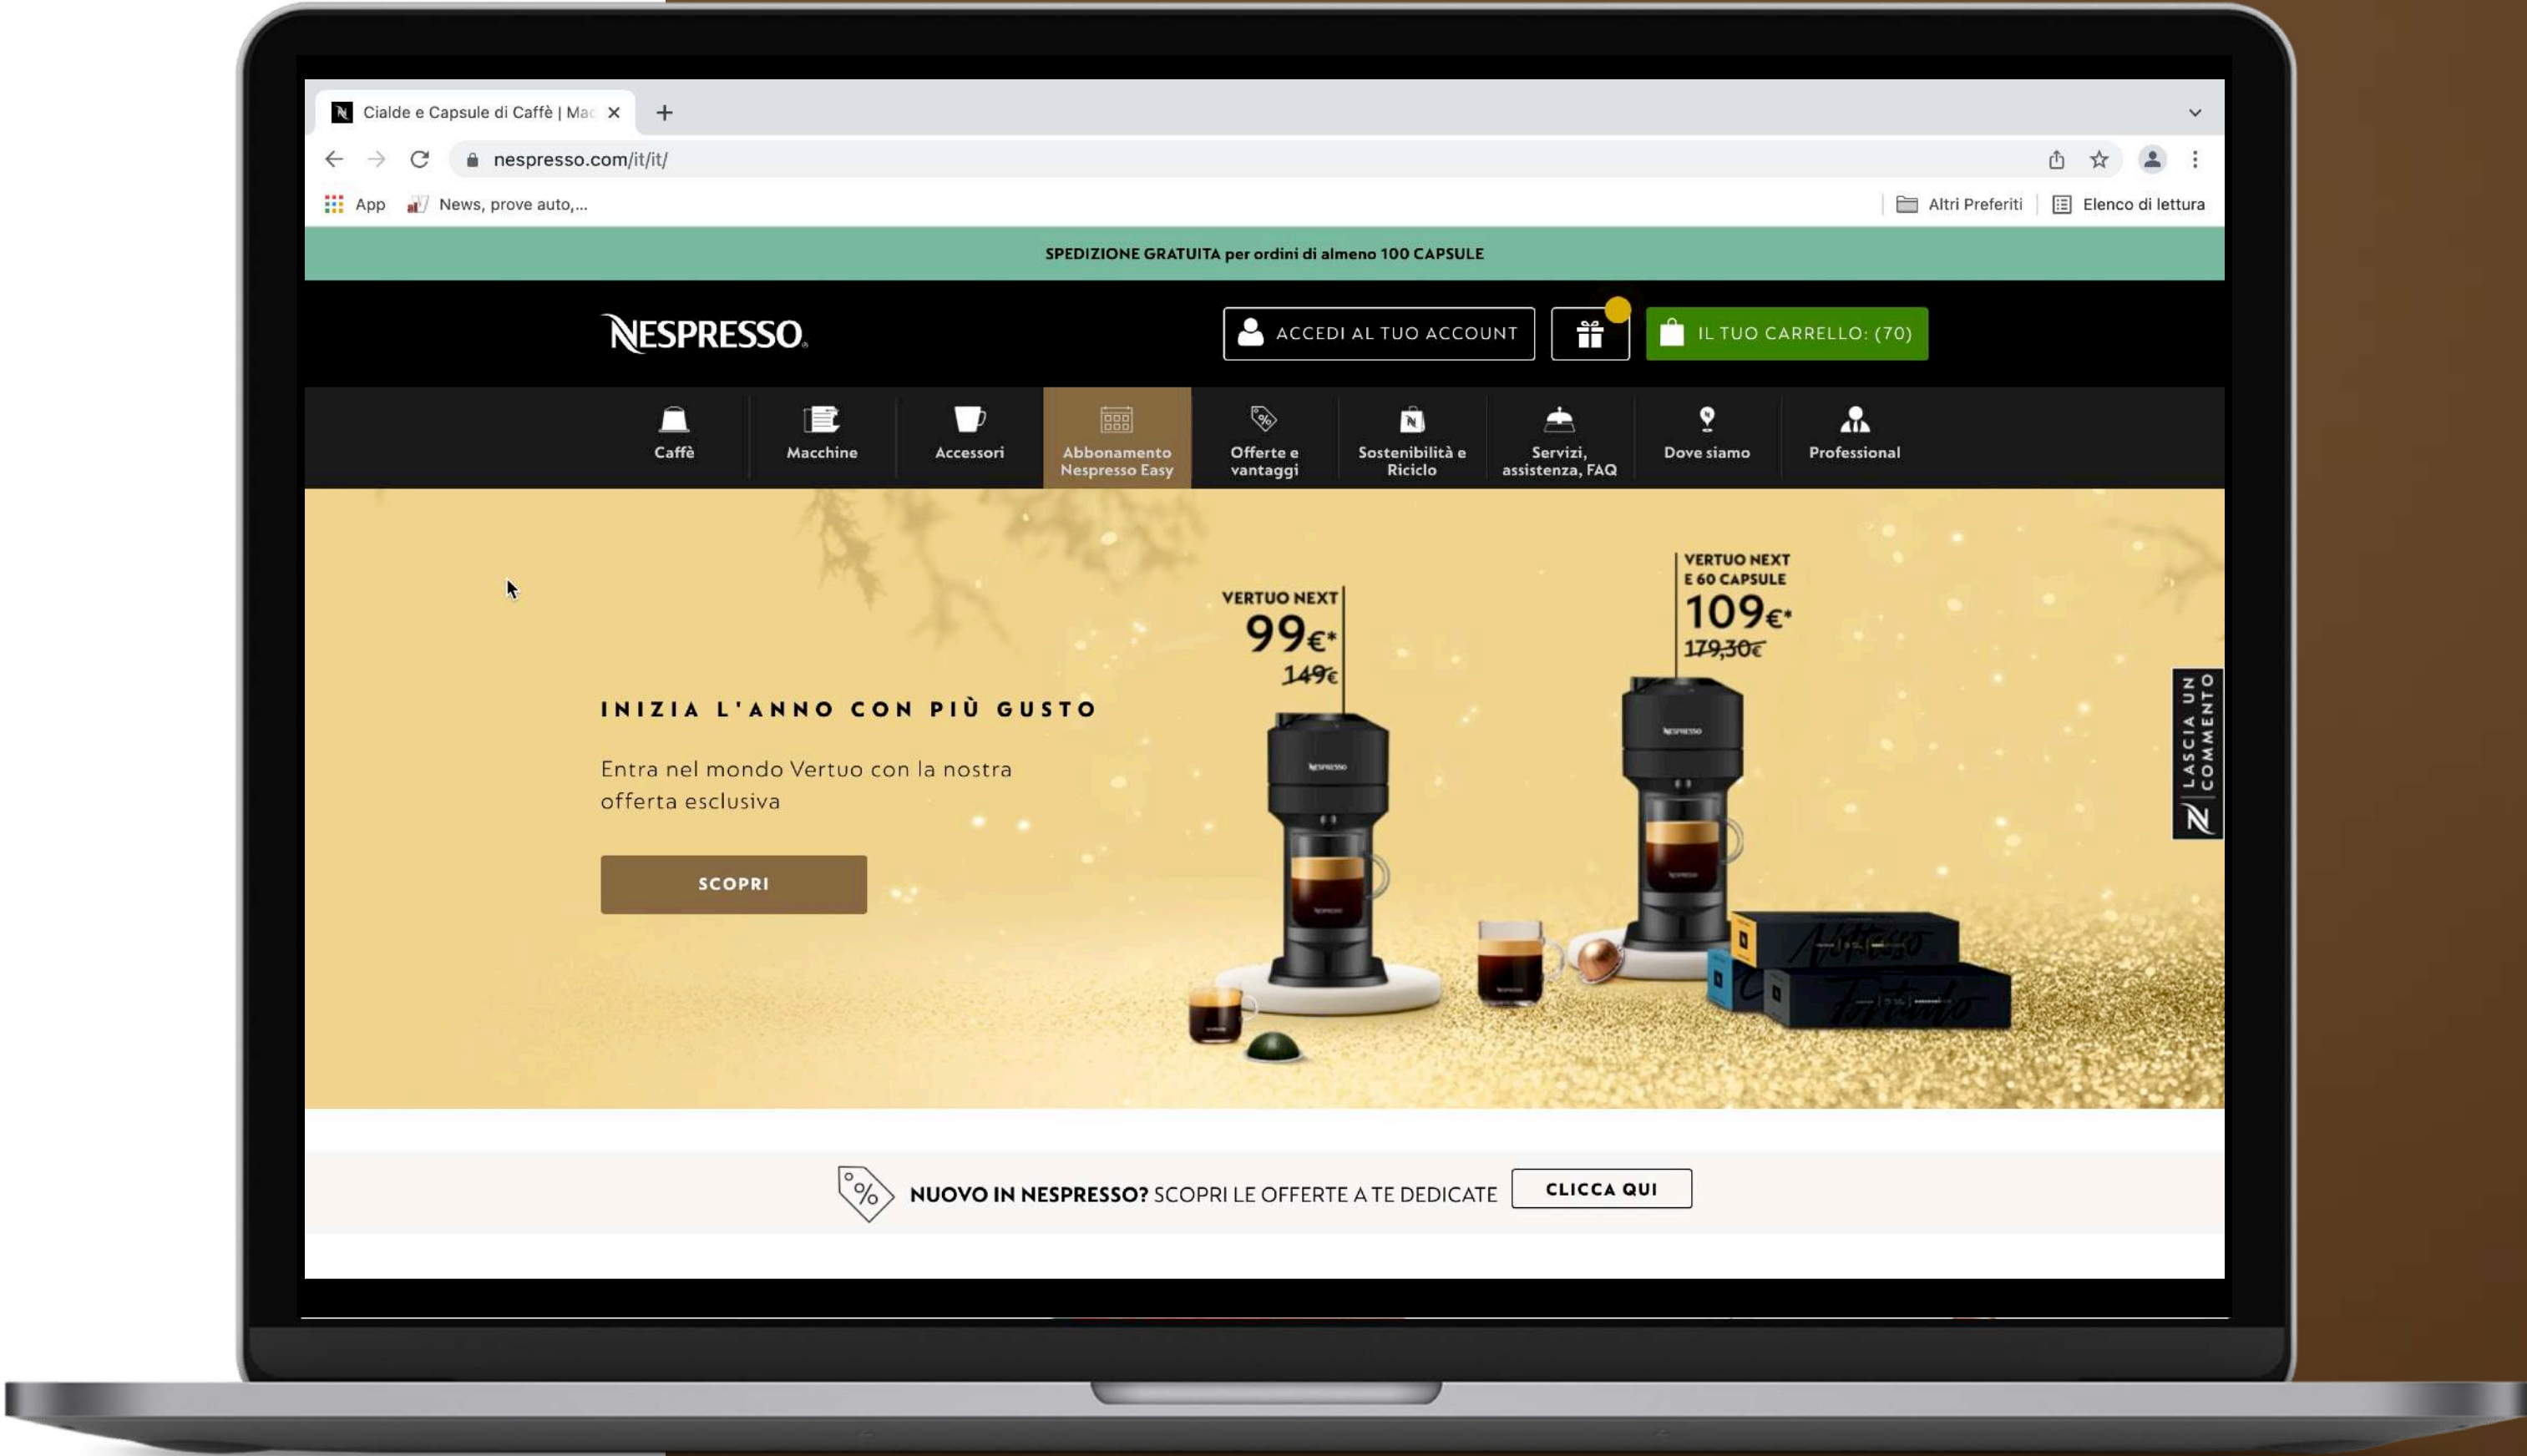 Cialde e Capsule di Caffè | Mac
nespresso.com/it/it/
App
News, prove auto,...
Altri Preferiti
Elenco di lettura
SPEDIZIONE GRATUITA per ordini di almeno 100 CAPSULE
NESPRESSO
ACCEDI AL TUO ACCOUNT
IL TUO CARRELLO: (70)
Caffè
Macchine
Accessori
Abbonamento
Nespresso Easy
Offerte e
vantaggi
Sostenibilità e
Riciclo
Servizi,
assistenza, FAQ
Dove siamo
Professional
VERTUO NEXT
99€*
149€
VERTUO NEXT
E 60 CAPSULE
109€*
179,30€
INIZIA L'ANNO CON PIÙ GUSTO
Entra nel mondo Vertuo con la nostra
offerta esclusiva
SCOPRI
LASCIA UN
COMMENTO
NESPRESSO
NESPRESSO
NUOVO IN NESPRESSO? SCOPRI LE OFFERTE A TE DEDICATE
CLICCA QUI